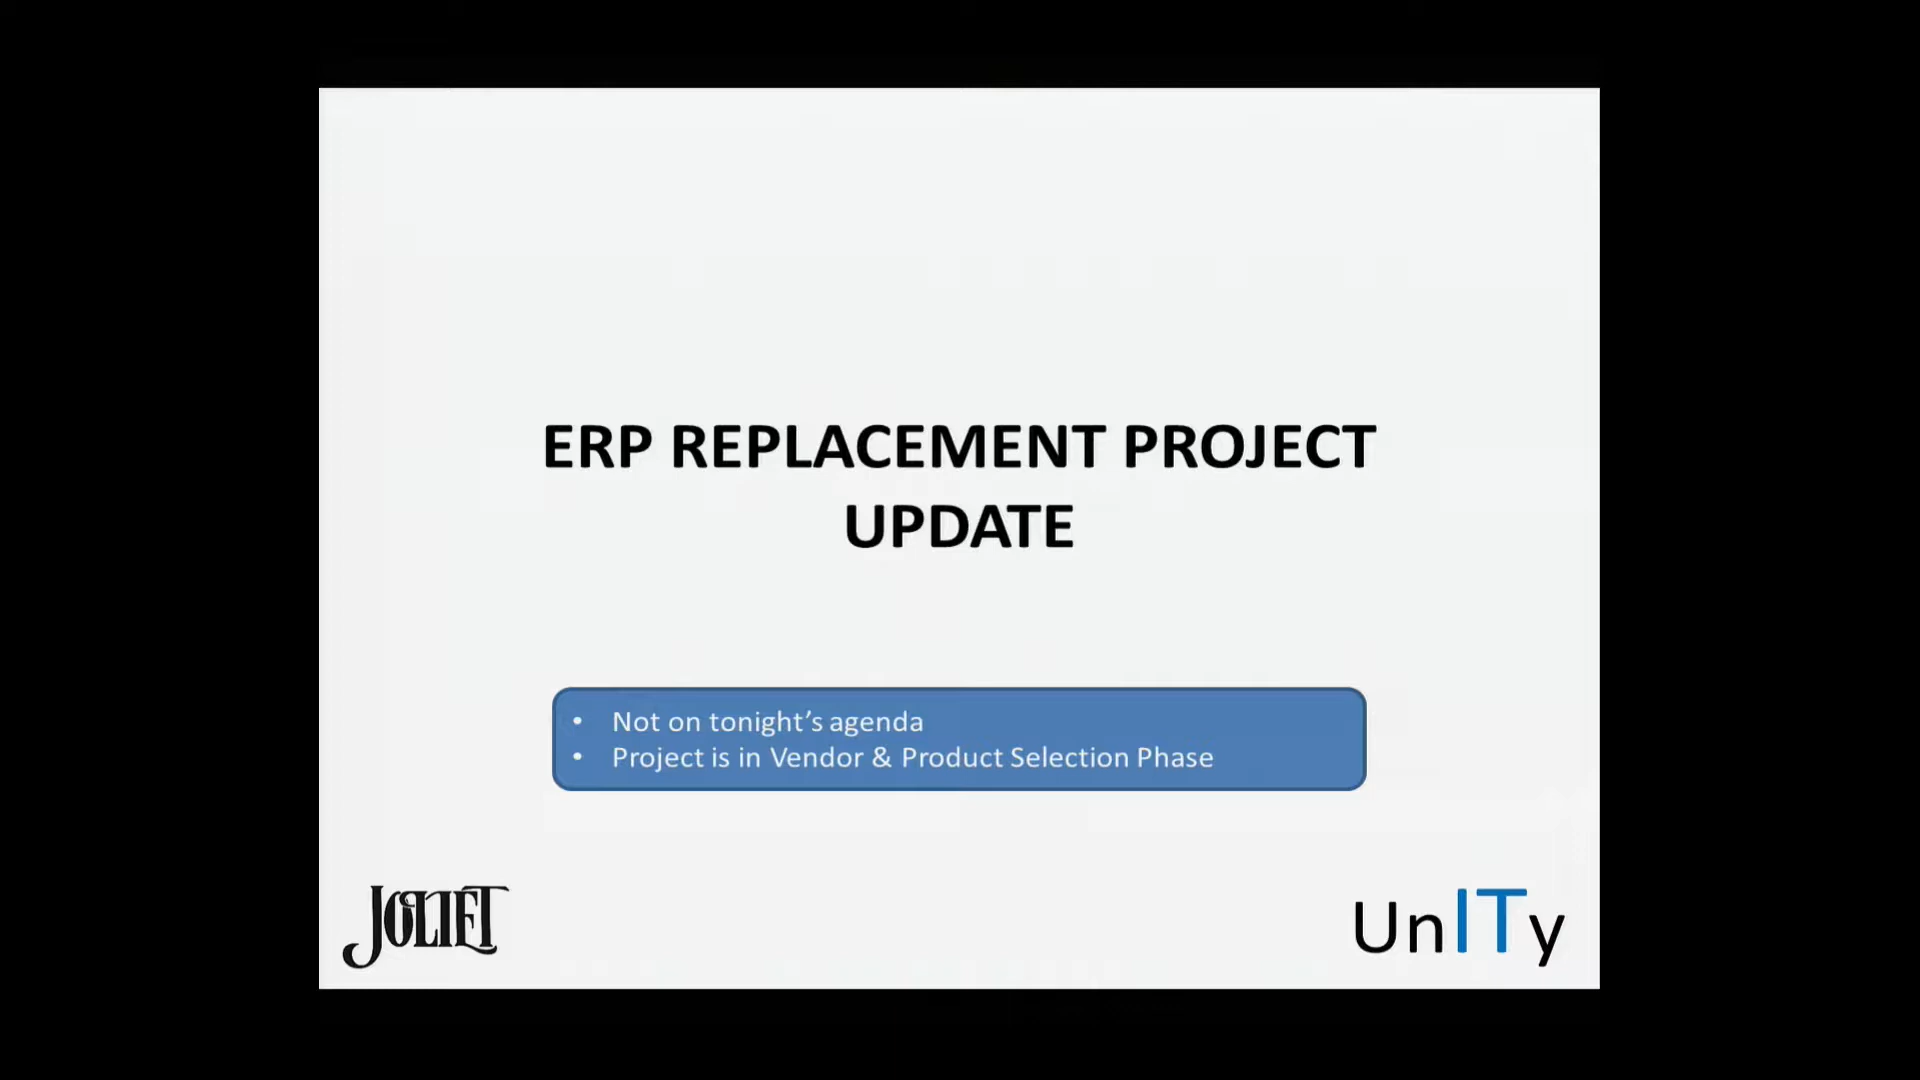 ERP REPLACEMENT PROJECT
UPDATE
• Not on tonight’s agenda
• Project is in Vendor & Product Selection Phase
JOLIET
UnITy